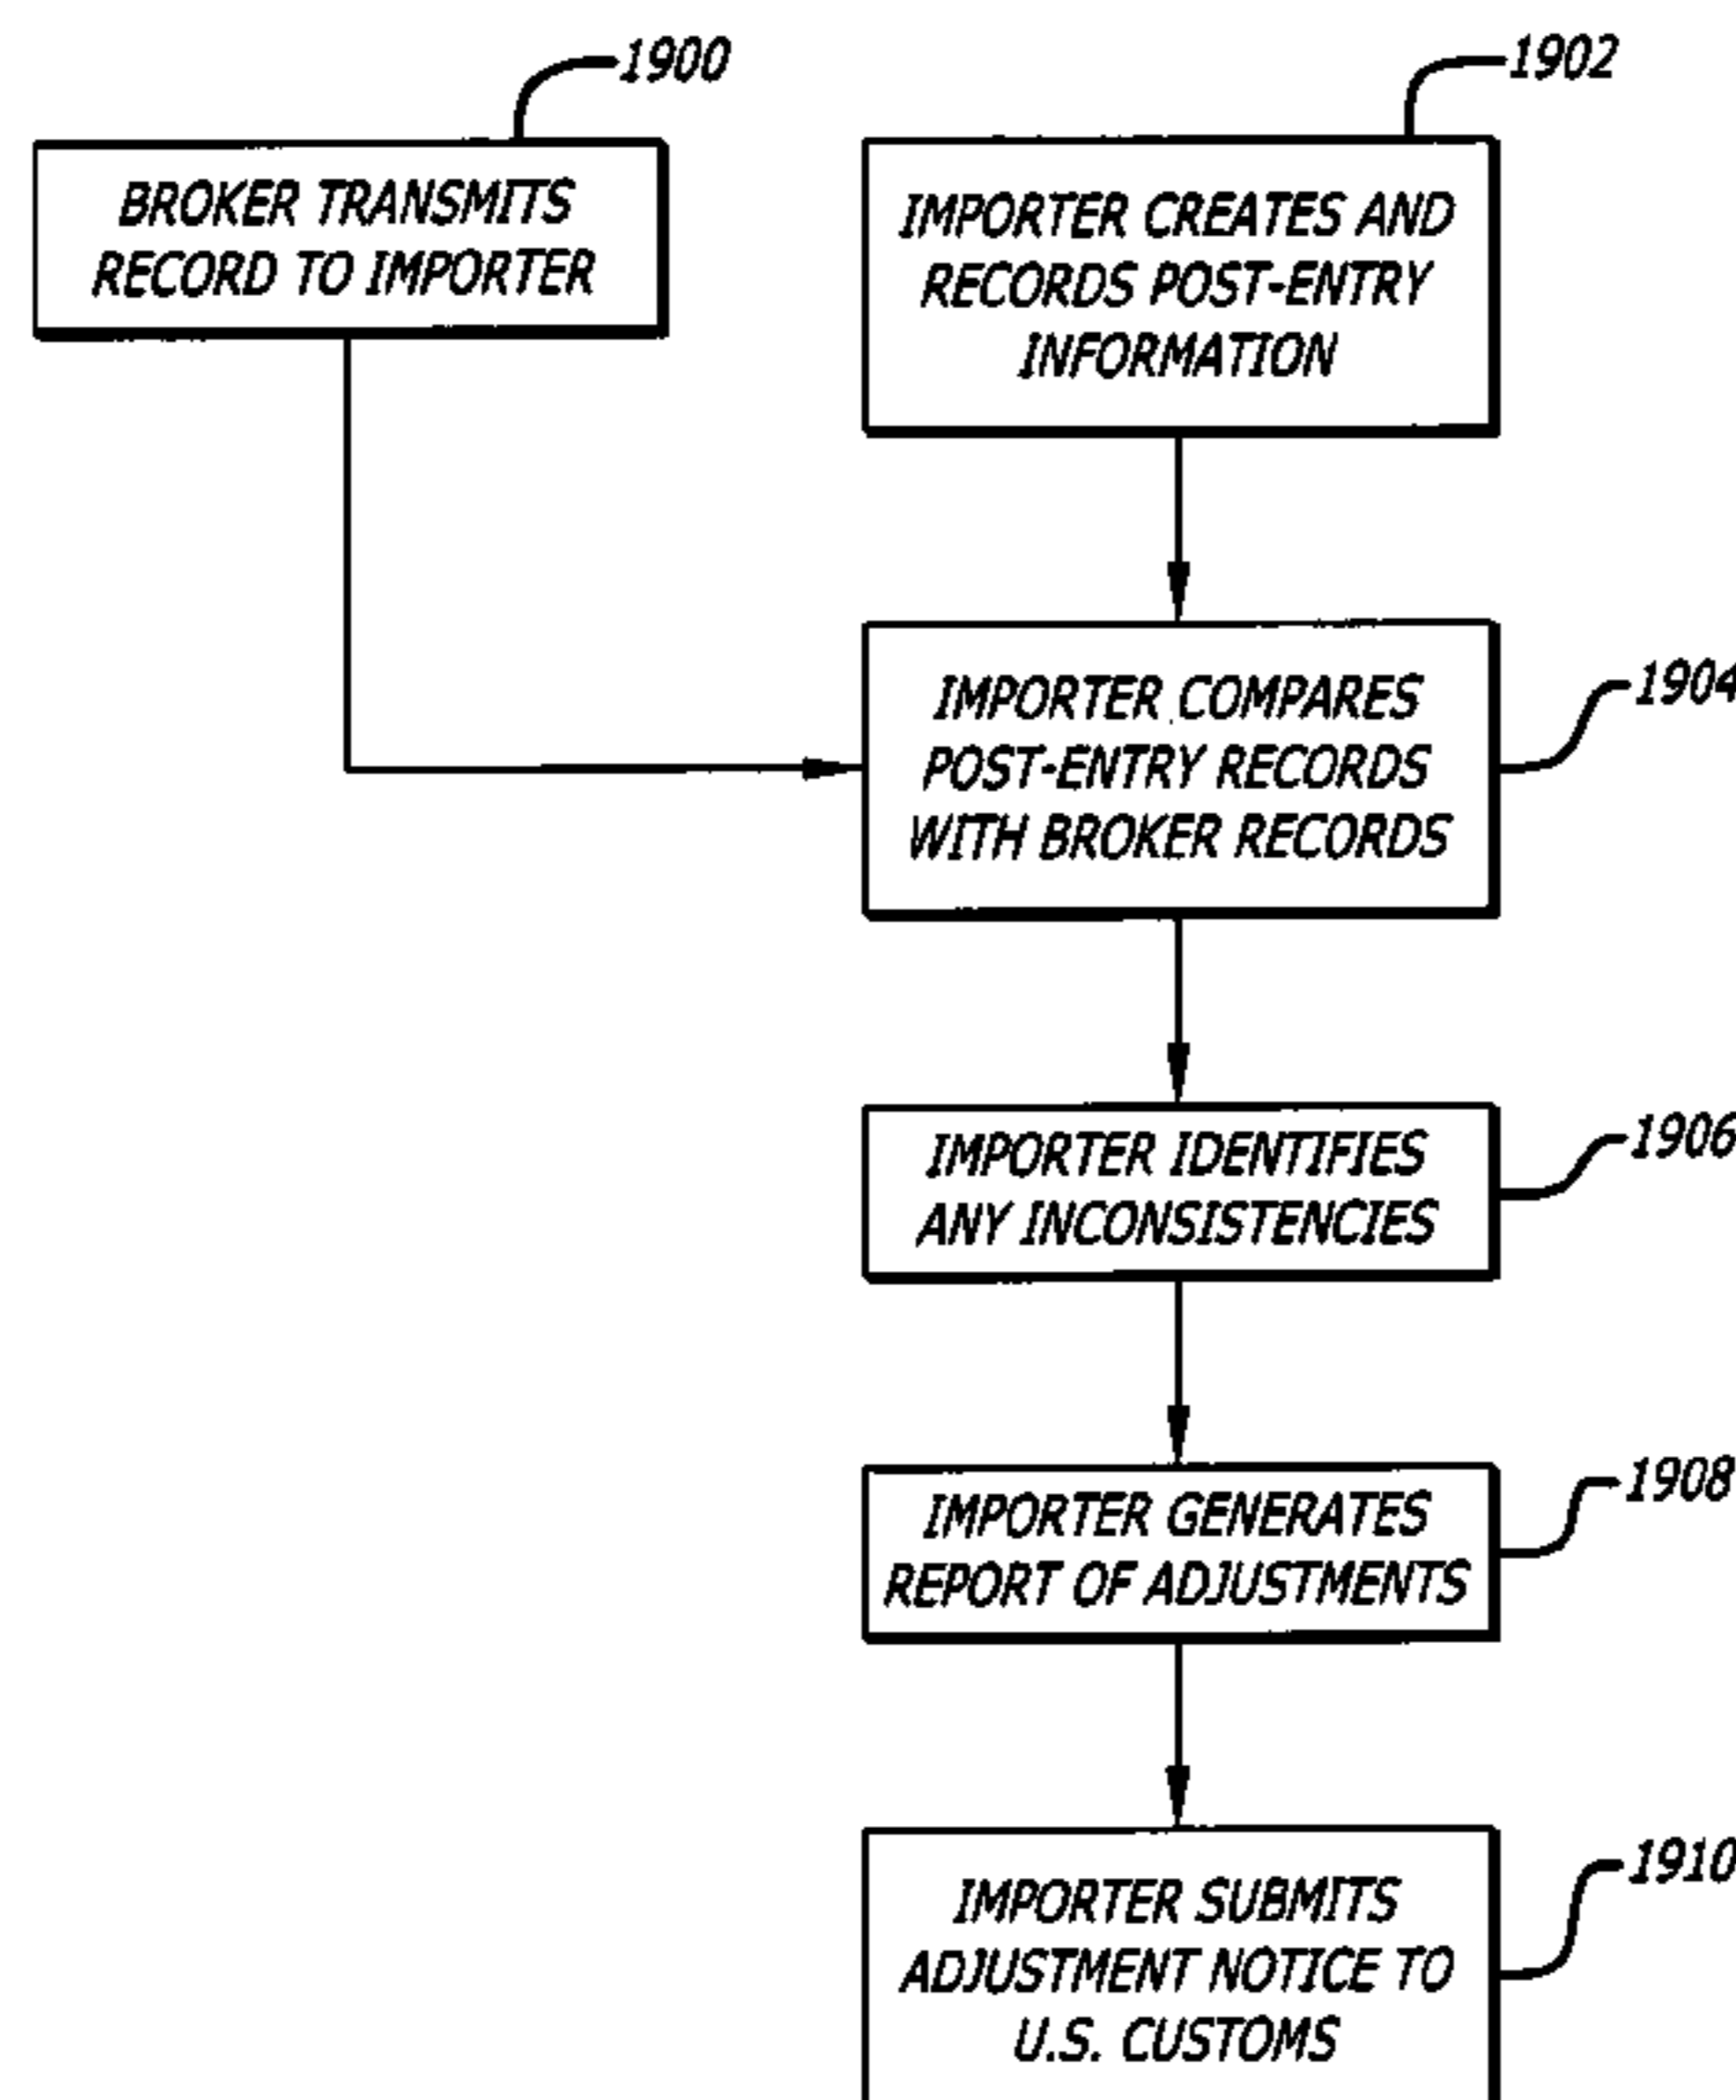 1900
BROKER TRANSMITS
RECORD TO IMPORTER
1902
IMPORTER CREATES AND
RECORDS POST-ENTRY
INFORMATION
IMPORTER COMPARES
POST-ENTRY RECORDS
WITH BROKER RECORDS
1904
IMPORTER IDENTIFIES
ANY INCONSISTENCIES
1906
IMPORTER GENERATES
REPORT OF ADJUSTMENTS
1908
IMPORTER SUBMITS
ADJUSTMENT NOTICE TO
U.S. CUSTOMS
1910